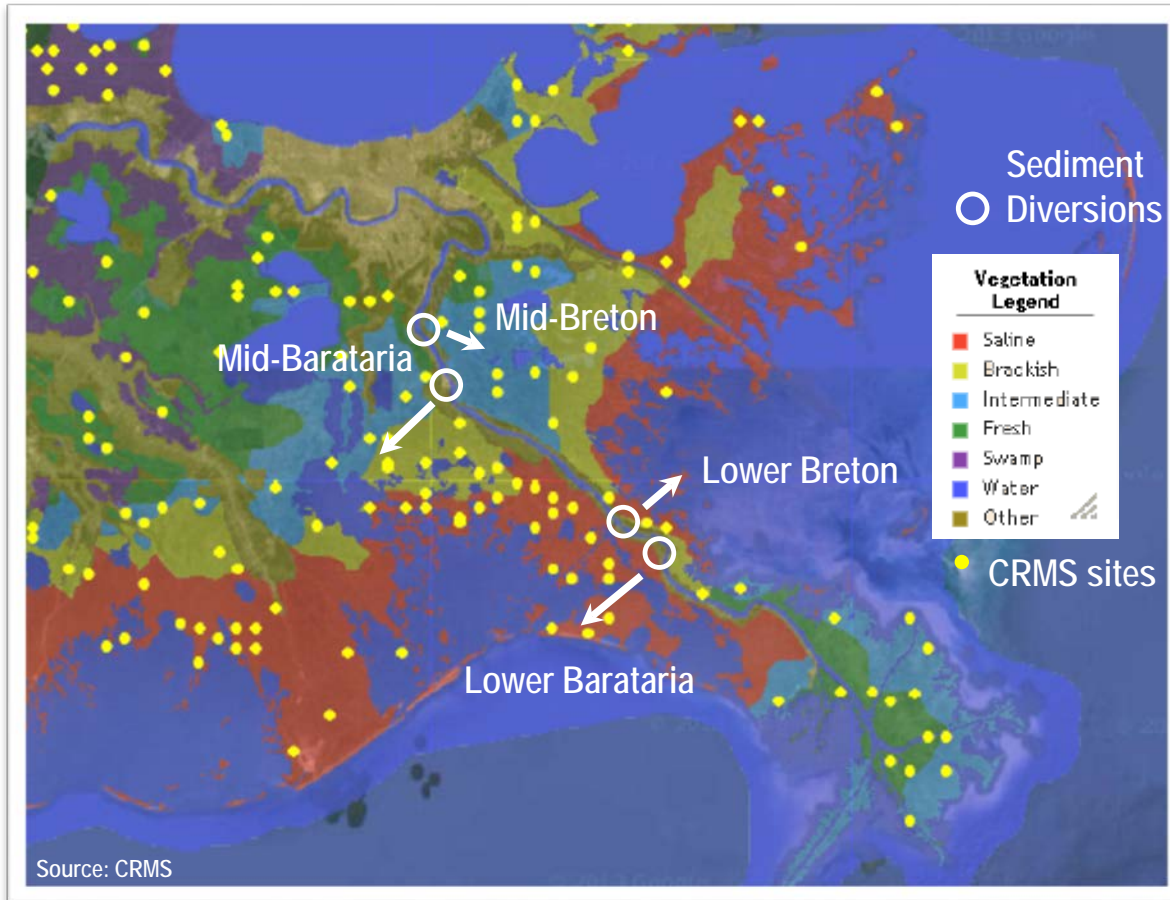 Sediment
Diversions
Vegetation
Legend
Saline
Brackish
Intermediate
Fresh
Swamp
Water
Other
CRMS sites
Mid-Breton
Mid-Barataria
Lower Breton
Lower Barataria
Source: CRMS